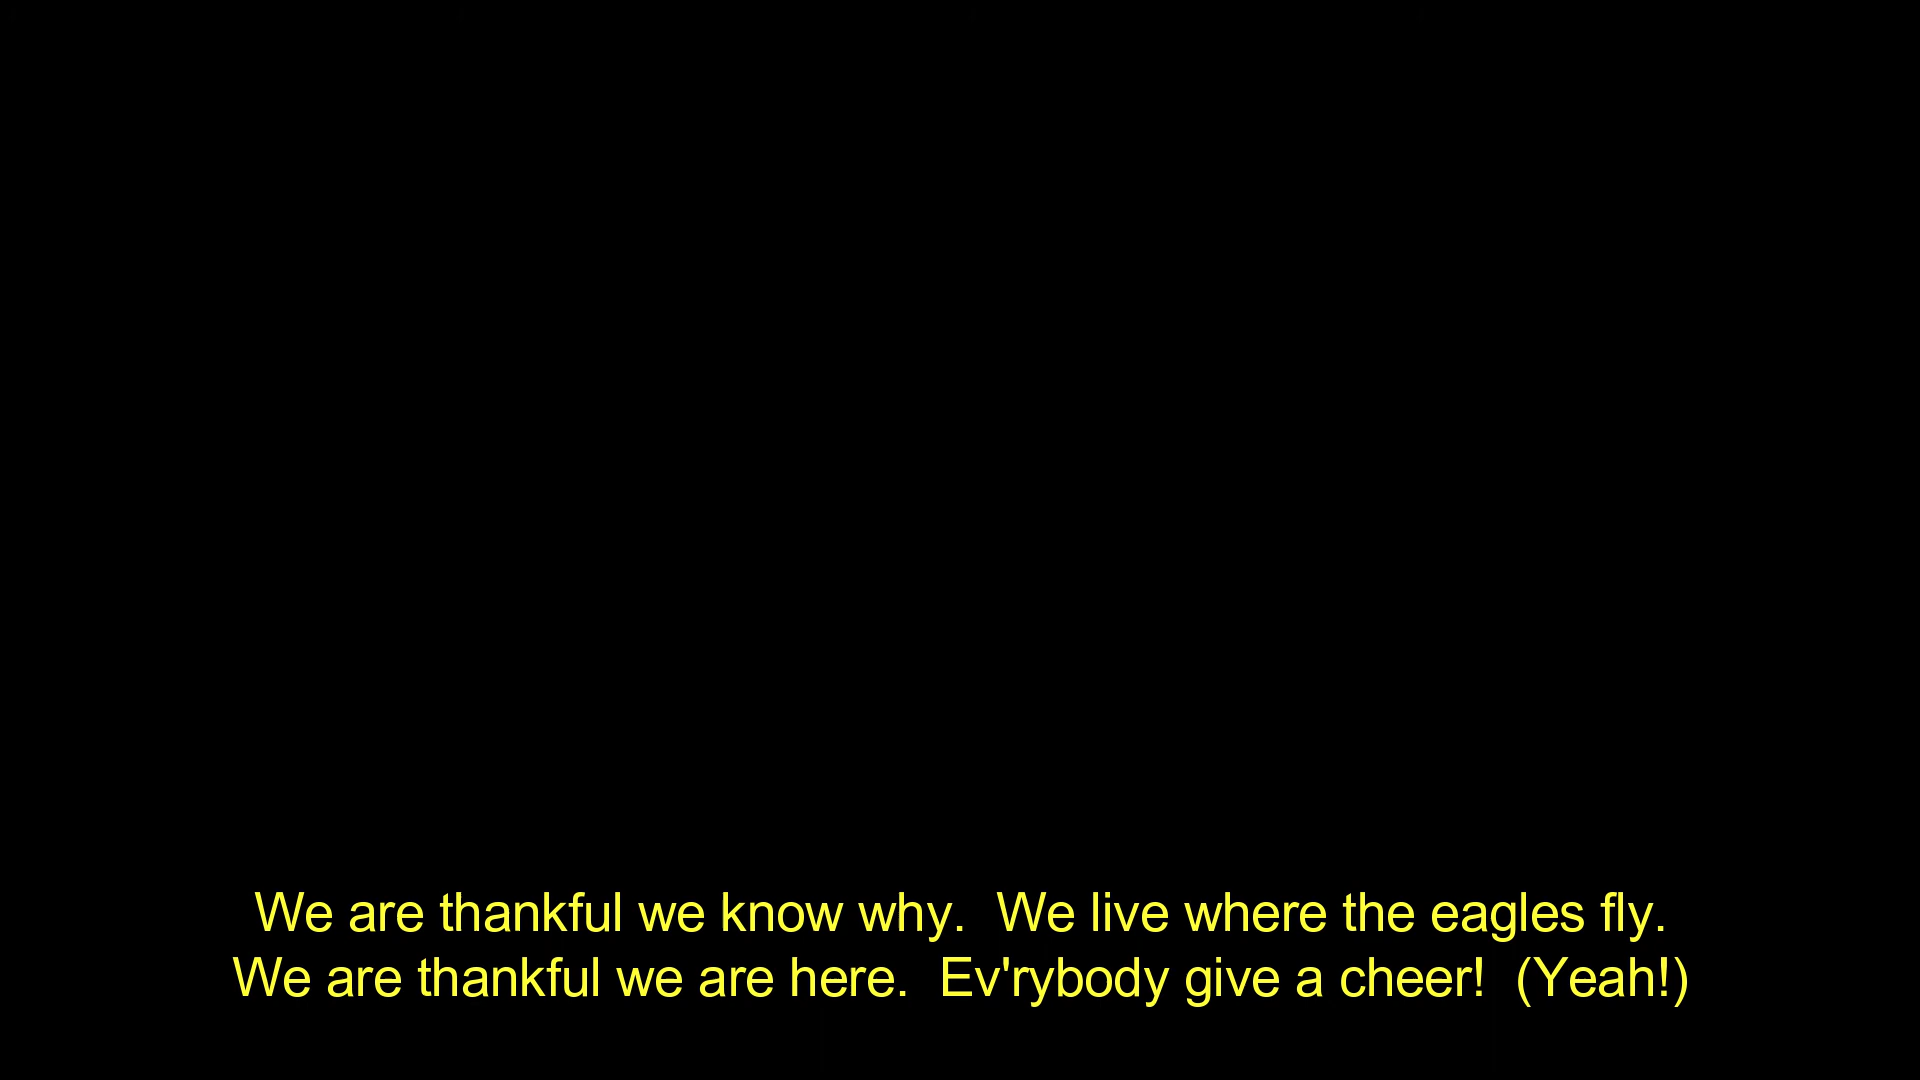 We are thankful we know why.  We live where the eagles fly.
We are thankful we are here.  Ev'rybody give a cheer!  (Yeah!)